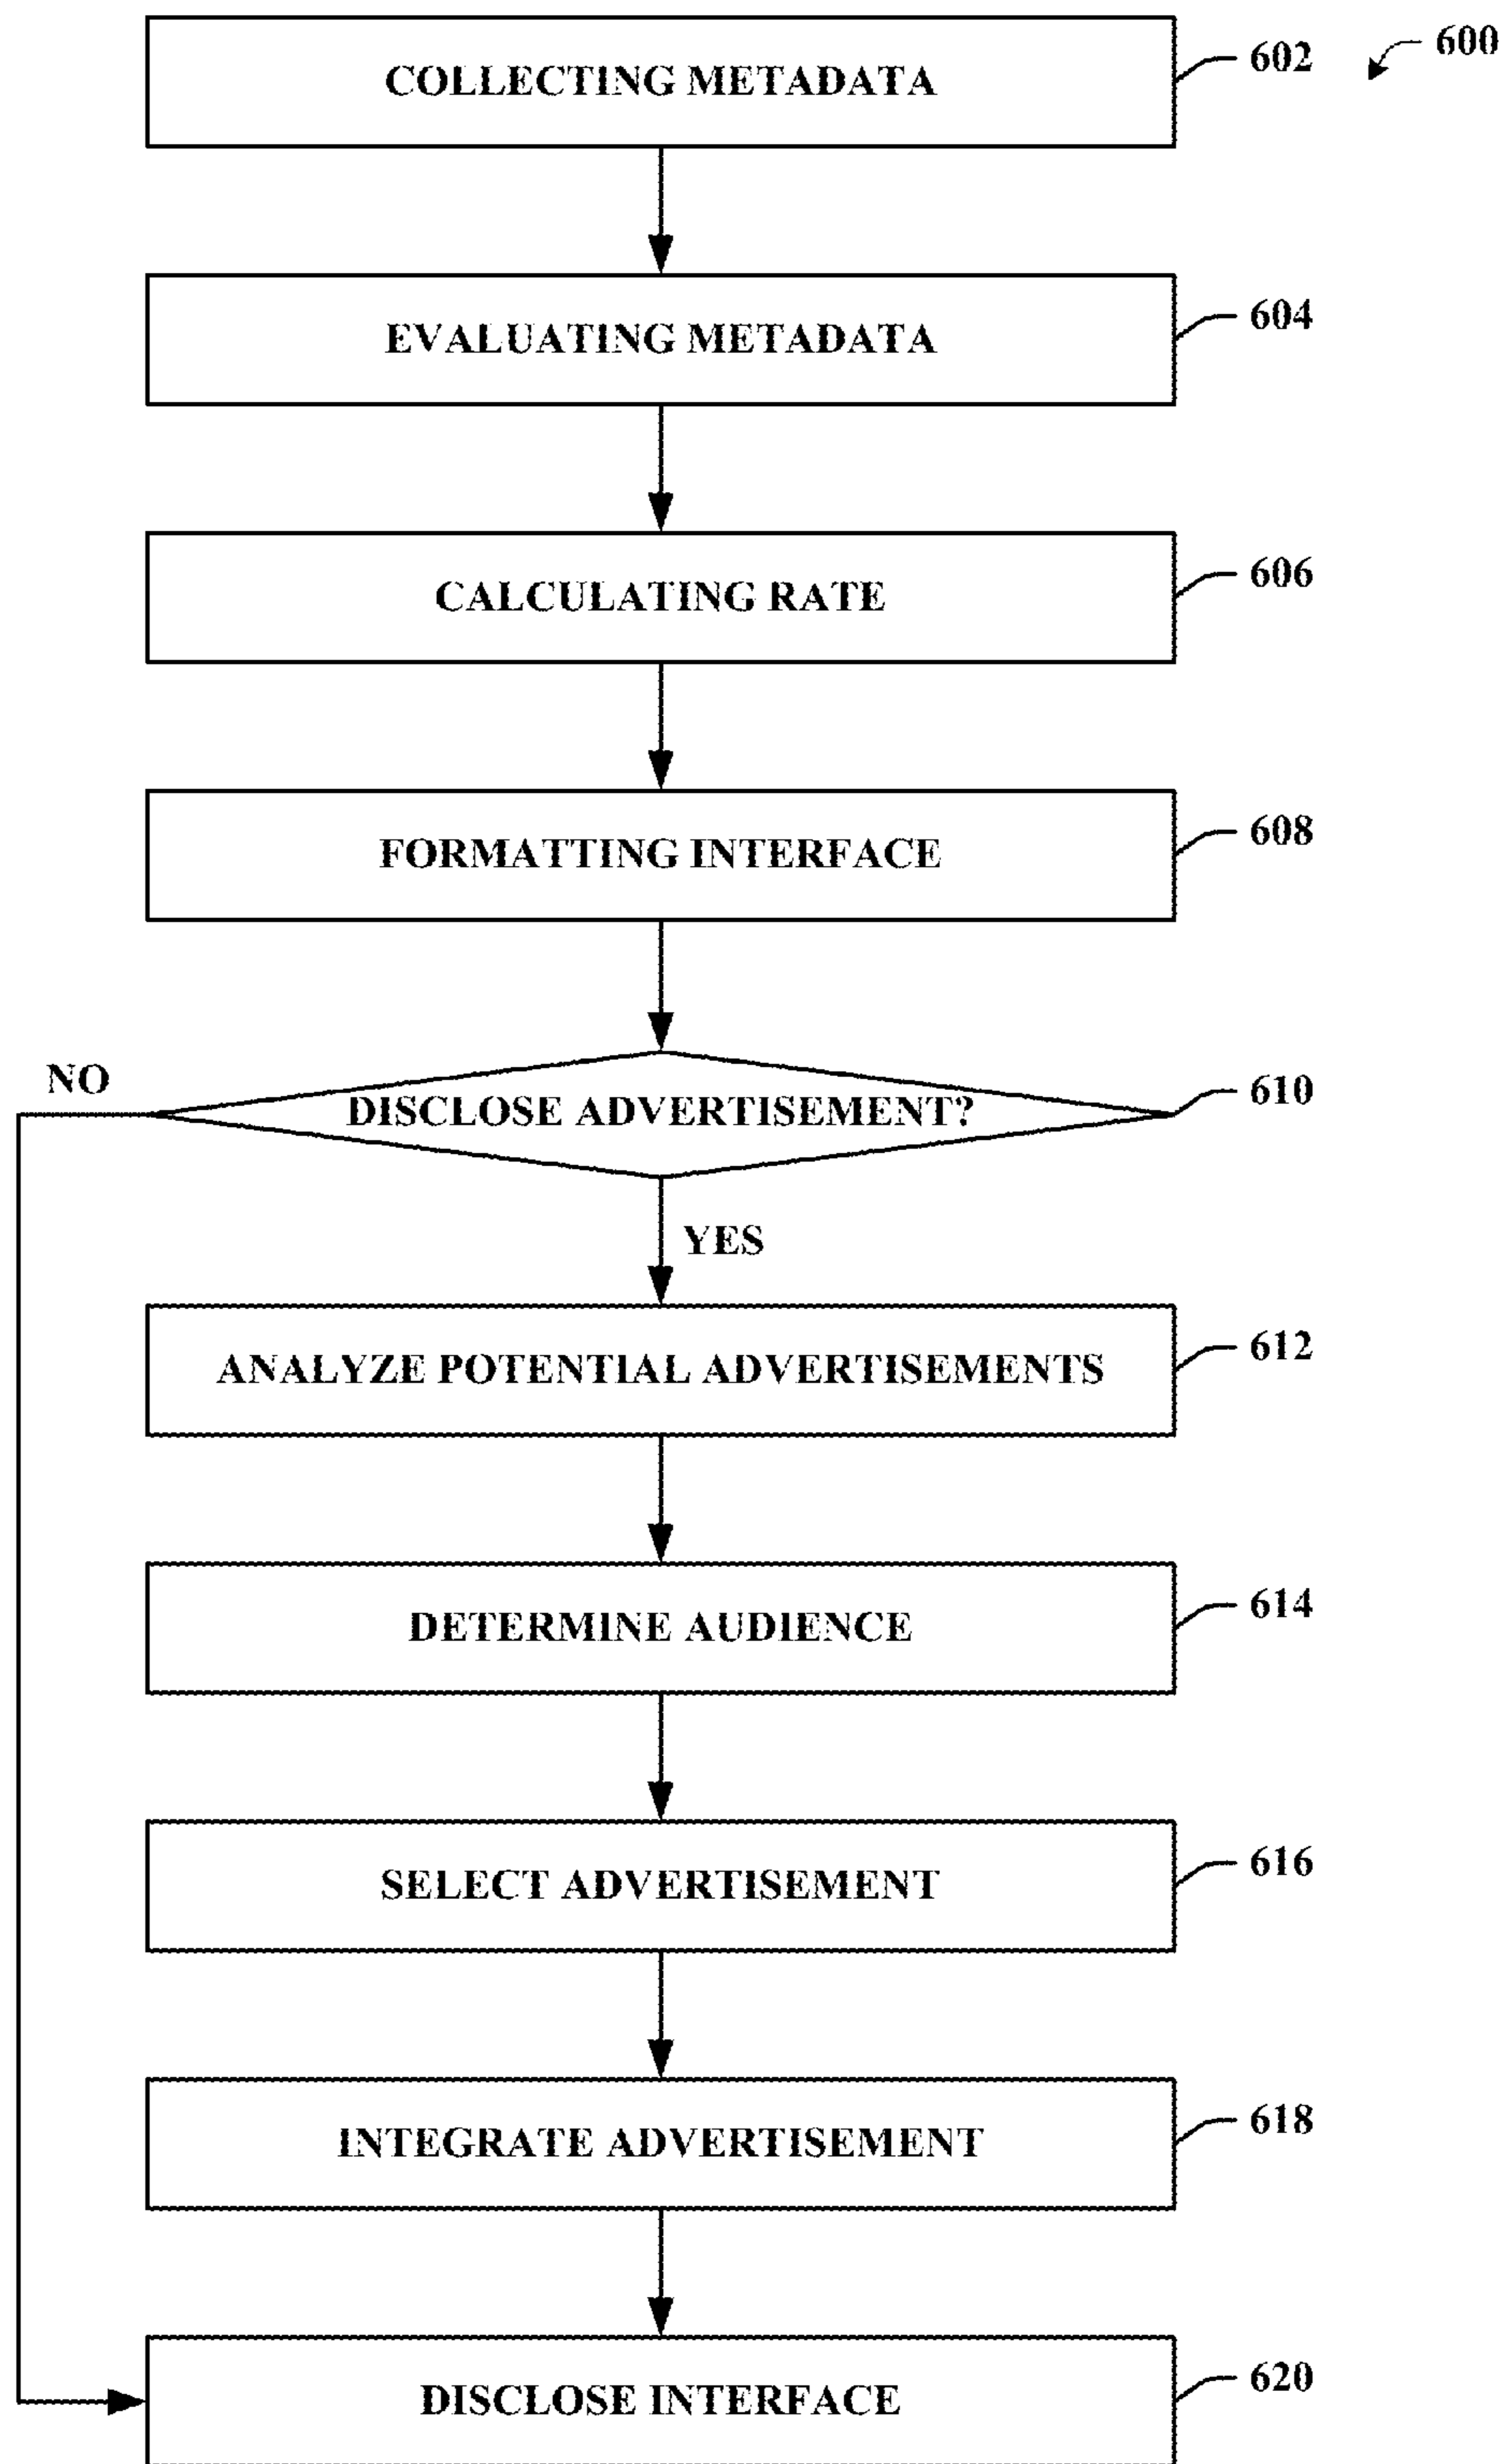 600
COLLECTING METADATA 602
EVALUATING METADATA 604
CALCULATING RATE 606
FORMATTING INTERFACE 608
NO
DISCLOSE ADVERTISEMENT? 610
YES
ANALYZE POTENTIAL ADVERTISEMENTS 612
DETERMINE AUDIENCE 614
SELECT ADVERTISEMENT 616
INTEGRATE ADVERTISEMENT 618
DISCLOSE INTERFACE 620